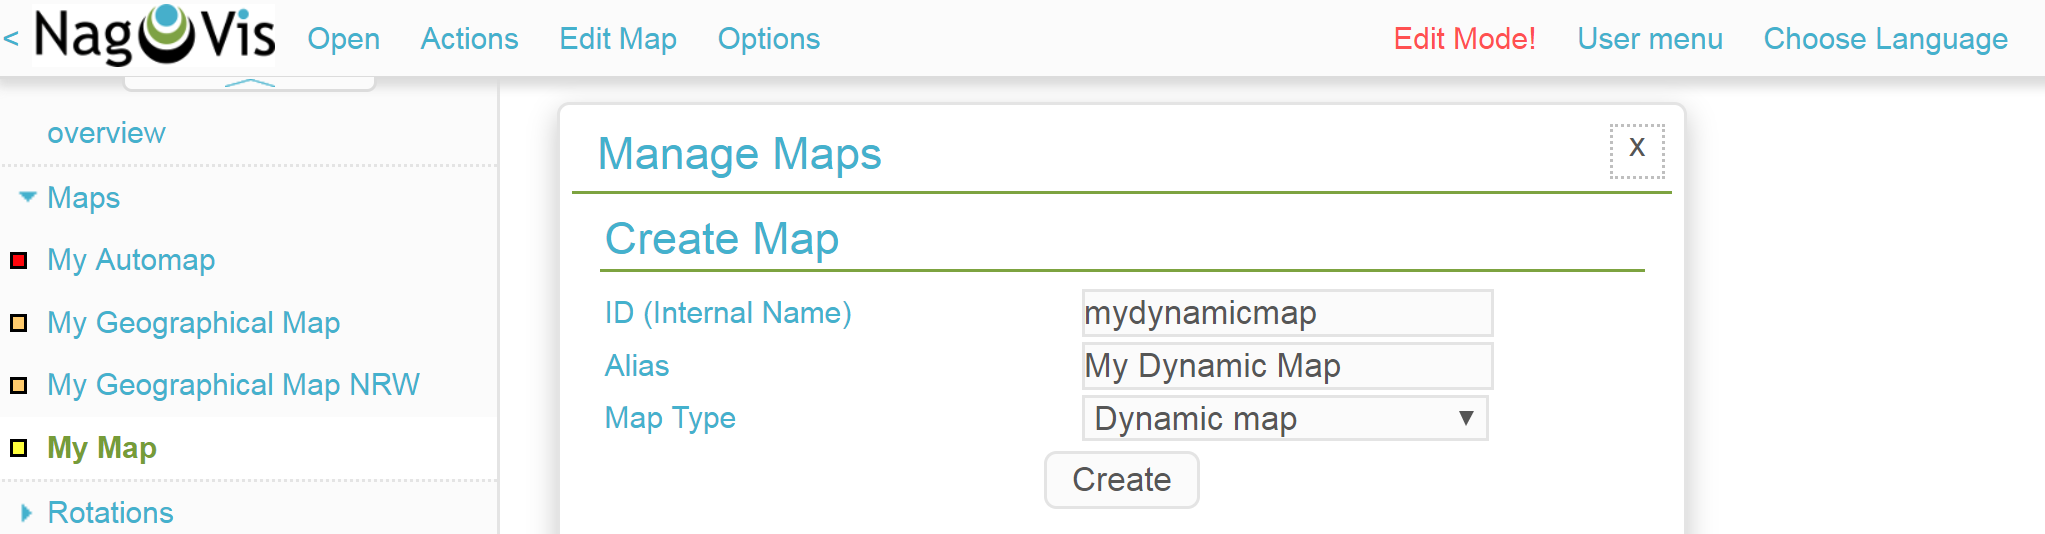 < NagVis Open Actions Edit Map Options Edit Mode! User menu Choose Language
overview
Maps
My Automap
My Geographical Map
My Geographical Map NRW
My Map
Rotations
Manage Maps x
Create Map
ID (Internal Name) mydynamicmap
Alias My Dynamic Map
Map Type Dynamic map
Create